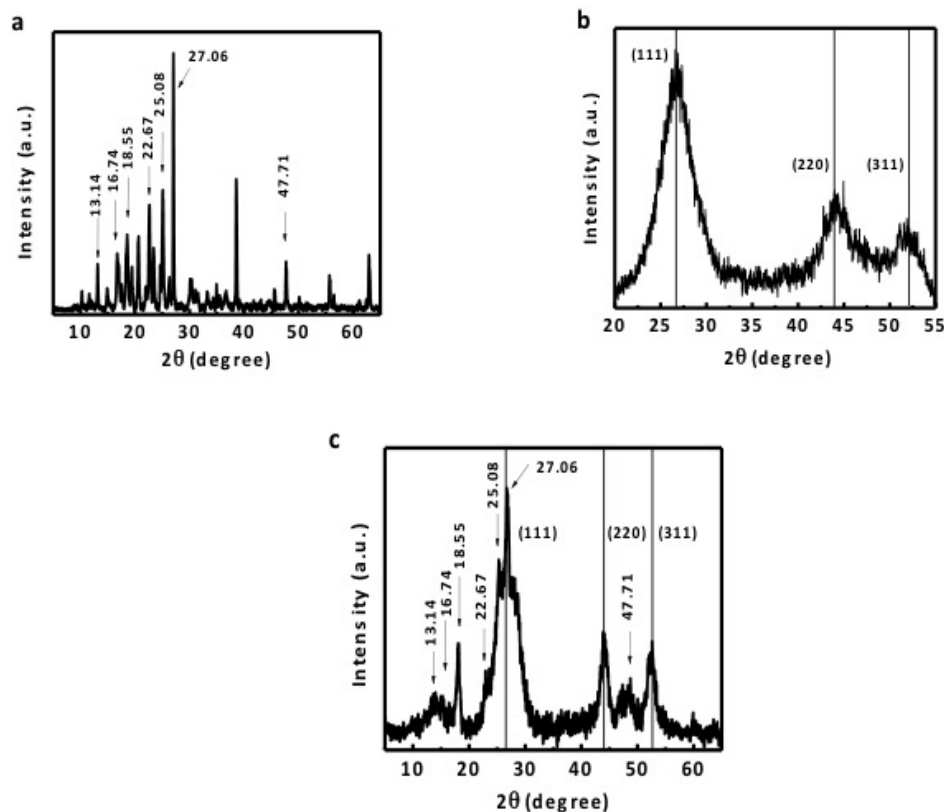 a
27.06
25.08
22.67
18.55
16.74
13.14
47.71
Intensity (a.u.)
10 20 30 40 50 60
2θ (degree)
b
(111)
(220)
(311)
Intensity (a.u.)
20 25 30 35 40 45 50 55
2θ (degree)
c
27.06
25.08
18.55
16.74
13.14
22.67
(111)
(220)
(311)
47.71
Intensity (a.u.)
10 20 30 40 50 60
2θ (degree)